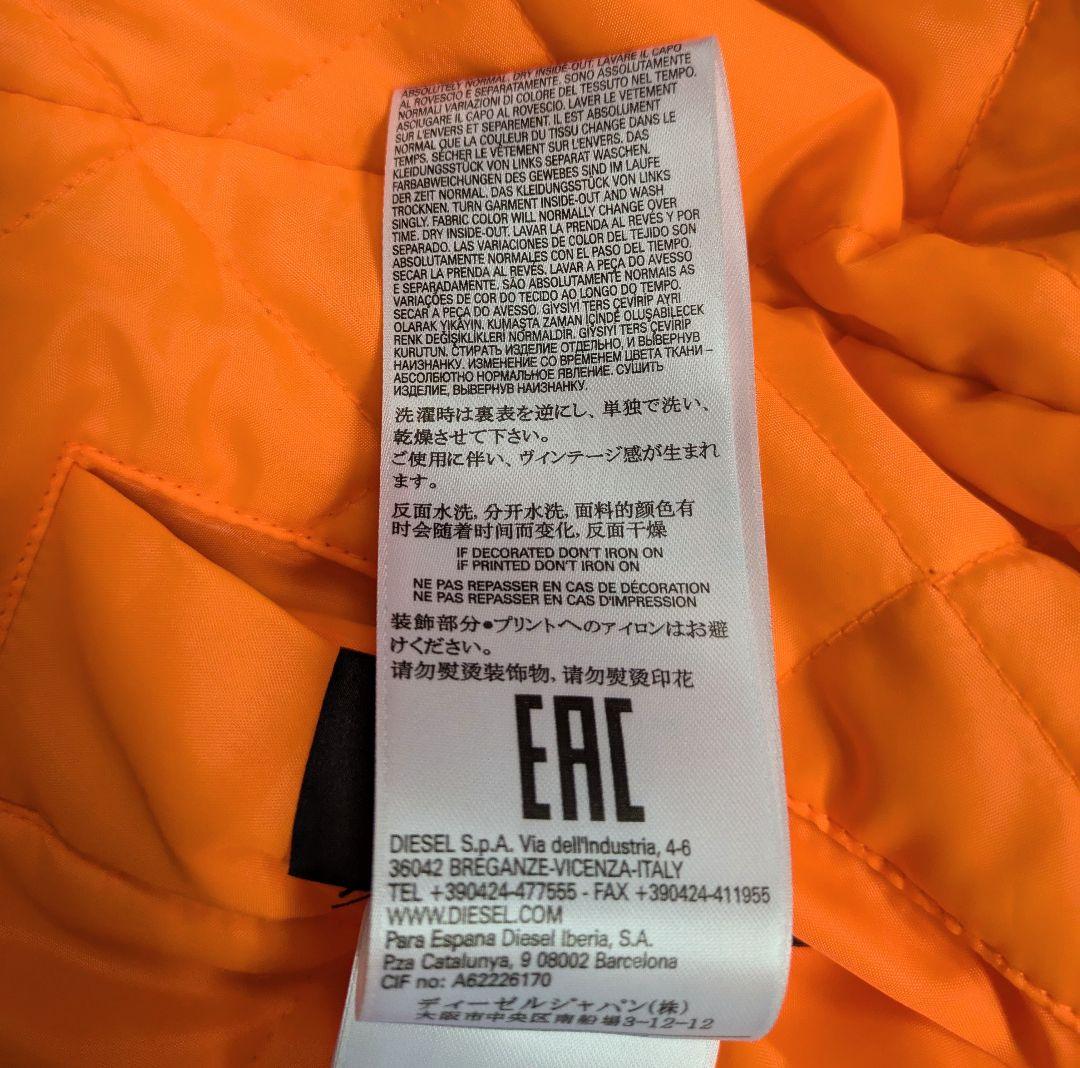 ABSOLUTELY NORMAL. DRY INSIDE-OUT. LAVARE IL CAPO
AL ROVESCIO E SEPARATAMENTE. SONO ASSOLUTAMENTE
NORMALI VARIAZIONI DI COLORE DEL TESSUTO NEL TEMPO.
ASCIUGARE IL CAPO AL ROVESCIO. LAVER LE VETEMENT
SUR L'ENVERS ET SEPAREMENT. IL EST ABSOLUMENT
NORMAL QUE LA COULEUR DU TISSU CHANGE DANS LE
TEMPS. SÉCHER LE VÊTEMENT SUR L'ENVERS. DAS
KLEIDUNGSSTÜCK VON LINKS SEPARAT WASCHEN.
FARBABWEICHUNGEN DES GEWEBES SIND IM LAUFE
DER ZEIT NORMAL. DAS KLEIDUNGSSTÜCK VON LINKS
TROCKNEN. TURN GARMENT INSIDE-OUT AND WASH
SINGLY. FABRIC COLOR WILL NORMALLY CHANGE OVER
TIME. DRY INSIDE-OUT. LAVAR LA PRENDA AL REVÉS Y POR
SEPARADO. LAS VARIACIONES DE COLOR DEL TEJIDO SON
ABSOLUTAMENTE NORMALES CON EL PASO DEL TIEMPO.
SECAR LA PRENDA AL REVÉS. LAVAR A PEÇA DO AVESSO
E SEPARADAMENTE. SÃO ABSOLUTAMENTE NORMAIS AS
VARIAÇÕES DE COR DO TECIDO AO LONGO DO TEMPO.
SECAR A PEÇA DO AVESSO. GİYSİYİ TERS ÇEVİRİP AYRI
OLARAK YIKAYIN. KUMAŞTA ZAMAN İÇİNDE OLUŞABİLECEK
RENK DEĞİŞİKLİKLERİ NORMALDİR. GİYSİYİ TERS ÇEVİRİP
KURUTUN. СТИРАТЬ ИЗДЕЛИЕ ОТДЕЛЬНО, И ВЫВЕРНУВ
НАИЗНАНКУ. ИЗМЕНЕНИЕ СО ВРЕМЕНЕМ ЦВЕТА ТКАНИ –
АБСОЛЮТНО НОРМАЛЬНОЕ ЯВЛЕНИЕ. СУШИТЬ
ИЗДЕЛИЕ, ВЫВЕРНУВ НАИЗНАНКУ.
洗濯時は裏表を逆にし、単独で洗い、
乾燥させて下さい。
ご使用に伴い、ヴィンテージ感が生まれ
ます。
反面水洗, 分开水洗, 面料的颜色有
时会随着时间而变化, 反面干燥
IF DECORATED DON'T IRON ON
IF PRINTED DON'T IRON ON
NE PAS REPASSER EN CAS DE DÉCORATION
NE PAS REPASSER EN CAS D'IMPRESSION
装飾部分●プリントへのアイロンはお避
けください。
请勿熨烫装饰物, 请勿熨烫印花
EAC
DIESEL S.p.A. Via dell'Industria, 4-6
36042 BREGANZE-VICENZA-ITALY
TEL +390424-477555 - FAX +390424-411955
WWW.DIESEL.COM
Para Espana Diesel Iberia, S.A.
Pza Catalunya, 9 08002 Barcelona
CIF no: A62226170
ディーゼルジャパン(株)
大阪市中央区南船場3-12-12